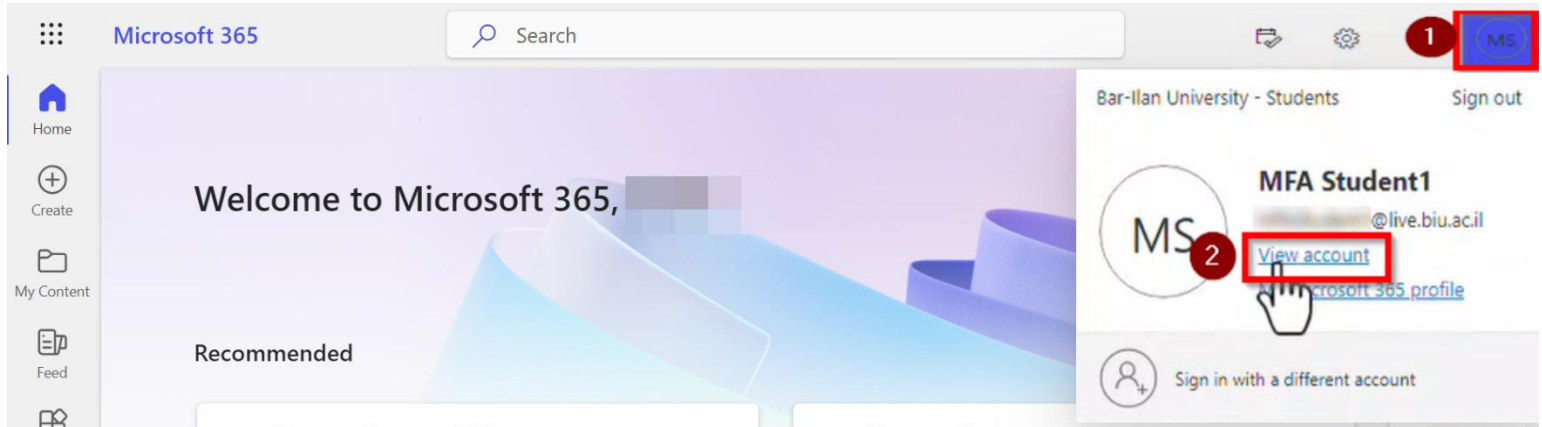 Microsoft 365
Search
1
MS
Home
Create
My Content
Feed
Welcome to Microsoft 365,
Recommended
Bar-Ilan University - Students
Sign out
MS
MFA Student1
@live.biu.ac.il
2
View account
crosoft 365 profile
Sign in with a different account